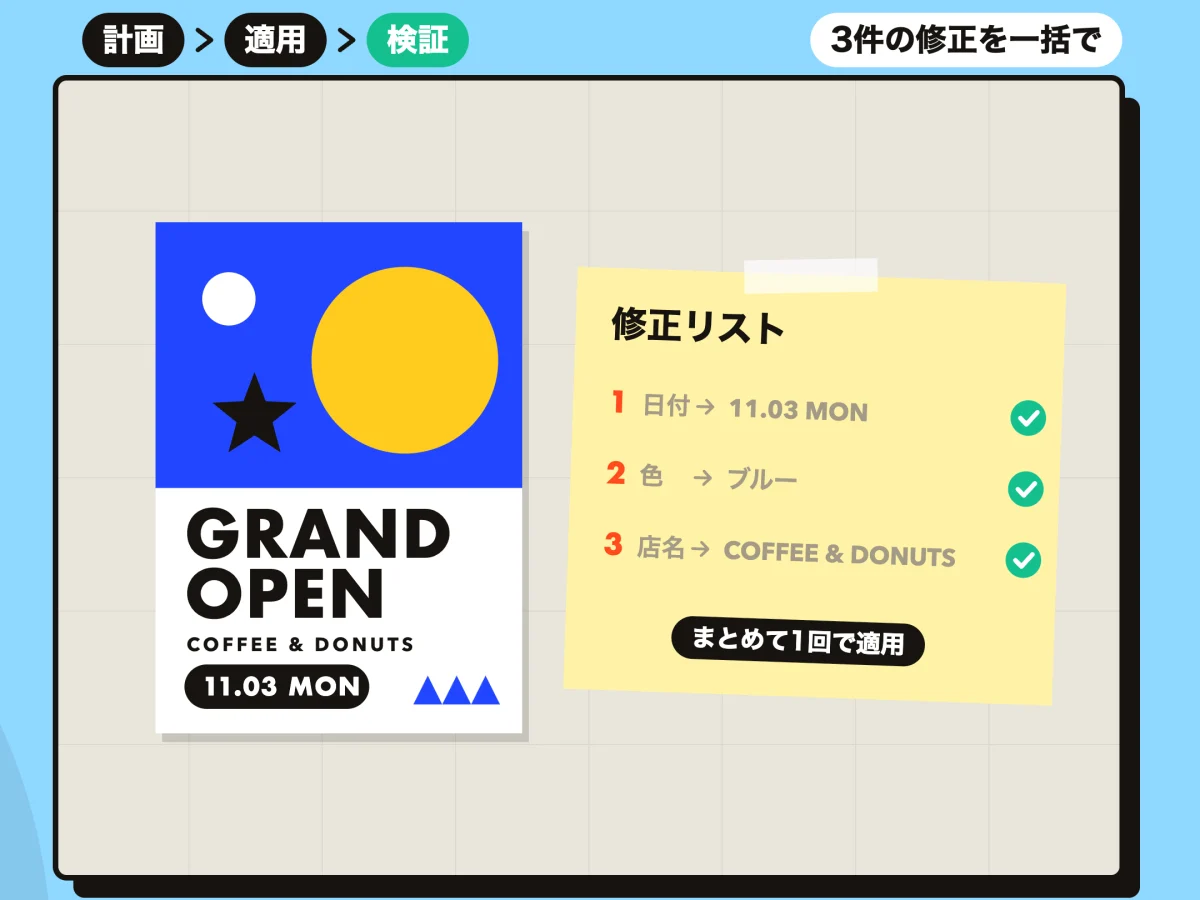 計画 > 適用 > 検証
3件の修正を一括で
GRAND
OPEN
COFFEE & DONUTS
11.03 MON
修正リスト
1 日付→ 11.03 MON
2 色 → ブルー
3 店名→ COFFEE & DONUTS
まとめて1回で適用